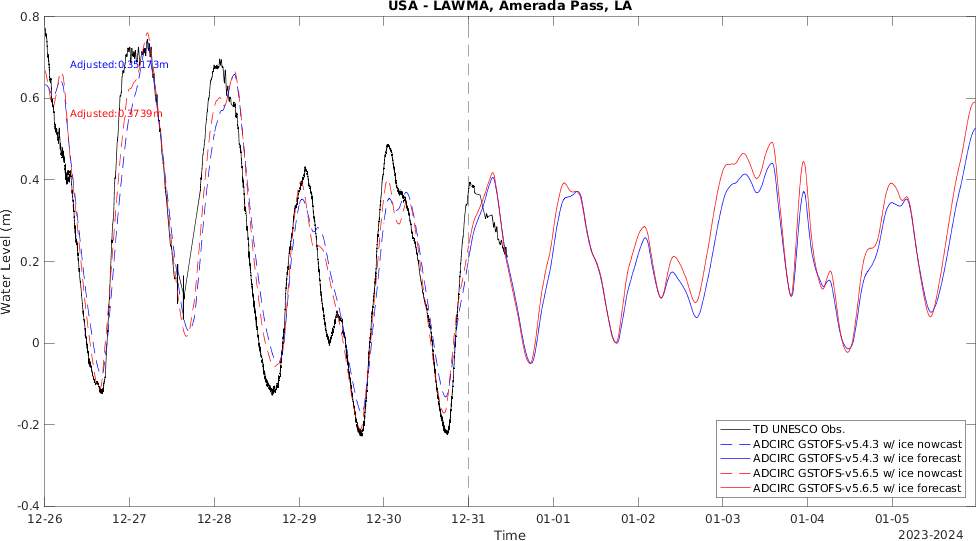 USA - LAWMA, Amerada Pass, LA
0.8
0.6
0.4
0.2
0
-0.2
-0.4
Water Level (m)
Adjusted:0.35173m
Adjusted:0.3739m
TD UNESCO Obs.
ADCIRC GSTOFS-v5.4.3 w/ ice nowcast
ADCIRC GSTOFS-v5.4.3 w/ ice forecast
ADCIRC GSTOFS-v5.6.5 w/ ice nowcast
ADCIRC GSTOFS-v5.6.5 w/ ice forecast
12-26 12-27 12-28 12-29 12-30 12-31 01-01 01-02 01-03 01-04 01-05
Time
2023-2024